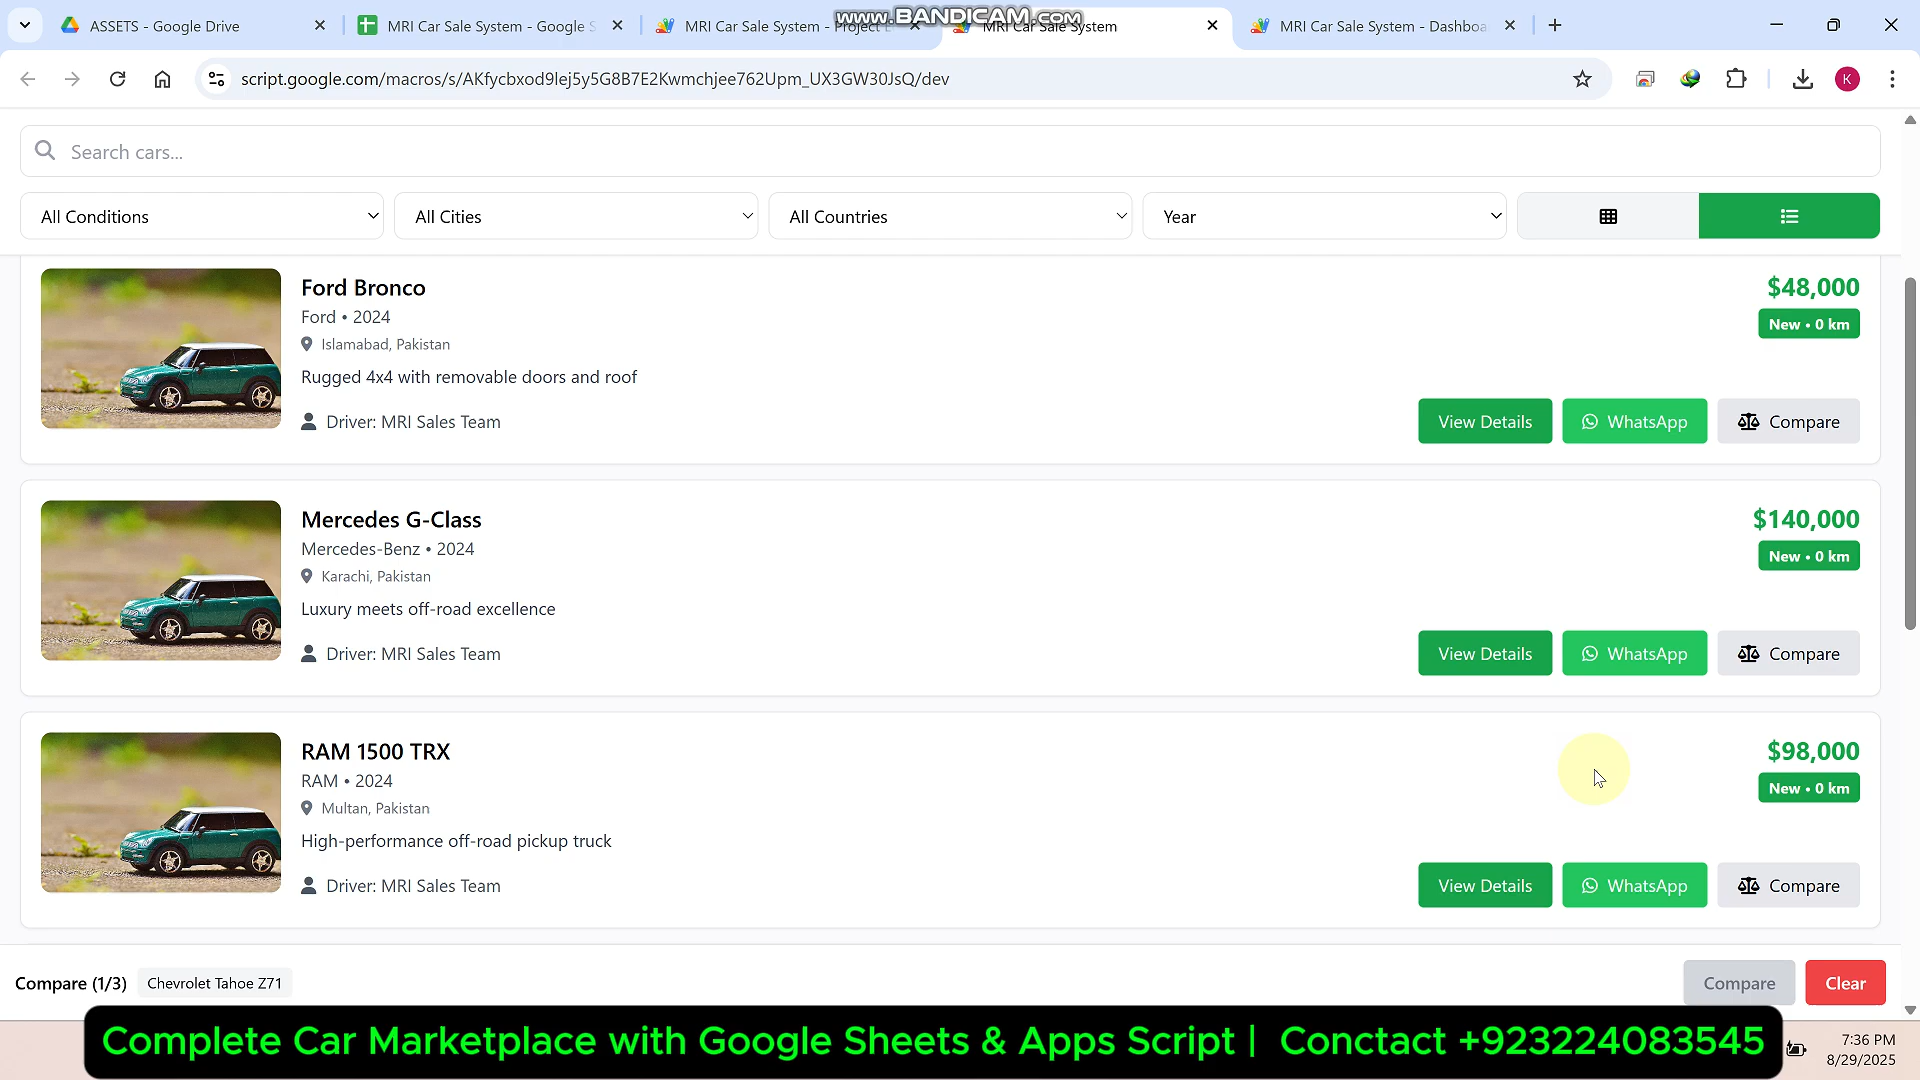 www.BANDICAM.com
ASSETS - Google Drive
MRI Car Sale System - Google S
MRI Car Sale System - Project E
MRI Car Sale System
MRI Car Sale System - Dashboa
script.google.com/macros/s/AKfycbxod9lej5y5G8B7E2Kwmchjee762Upm_UX3GW30JsQ/dev
K
Search cars...
All Conditions
All Cities
All Countries
Year
Ford Bronco
$48,000
Ford • 2024
New • 0 km
Islamabad, Pakistan
Rugged 4x4 with removable doors and roof
Driver: MRI Sales Team
View Details
WhatsApp
Compare
Mercedes G-Class
$140,000
Mercedes-Benz • 2024
New • 0 km
Karachi, Pakistan
Luxury meets off-road excellence
Driver: MRI Sales Team
View Details
WhatsApp
Compare
RAM 1500 TRX
$98,000
RAM • 2024
New • 0 km
Multan, Pakistan
High-performance off-road pickup truck
Driver: MRI Sales Team
View Details
WhatsApp
Compare
Compare (1/3)
Chevrolet Tahoe Z71
Compare
Clear
Complete Car Marketplace with Google Sheets & Apps Script | Conctact +923224083545
7:36 PM
8/29/2025